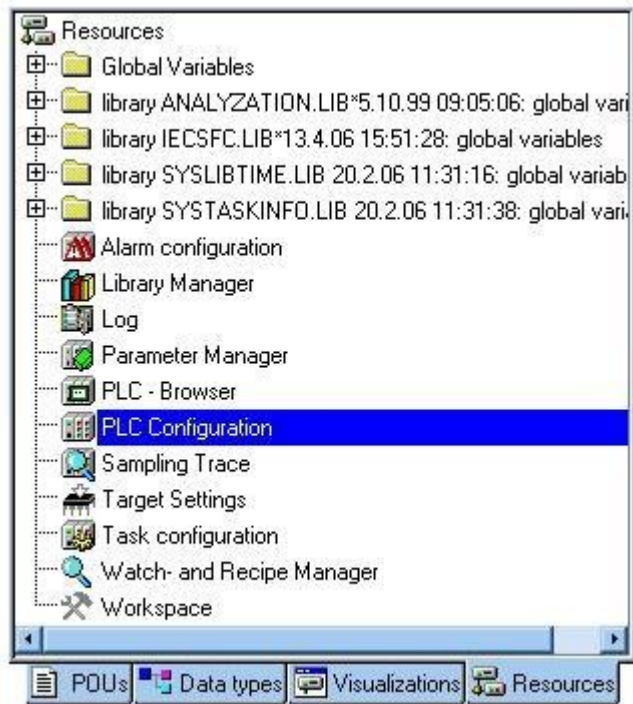 Resources
Global Variables
library ANALYZATION.LIB*5.10.99 09:05:06: global vari
library IECSFC.LIB*13.4.06 15:51:28: global variables
library SYSLIBTIME.LIB 20.2.06 11:31:16: global variab
library SYSTASKINFO.LIB 20.2.06 11:31:38: global vari
Alarm configuration
Library Manager
Log
Parameter Manager
PLC - Browser
PLC Configuration
Sampling Trace
Target Settings
Task configuration
Watch- and Recipe Manager
Workspace
POUs Data types Visualizations Resources